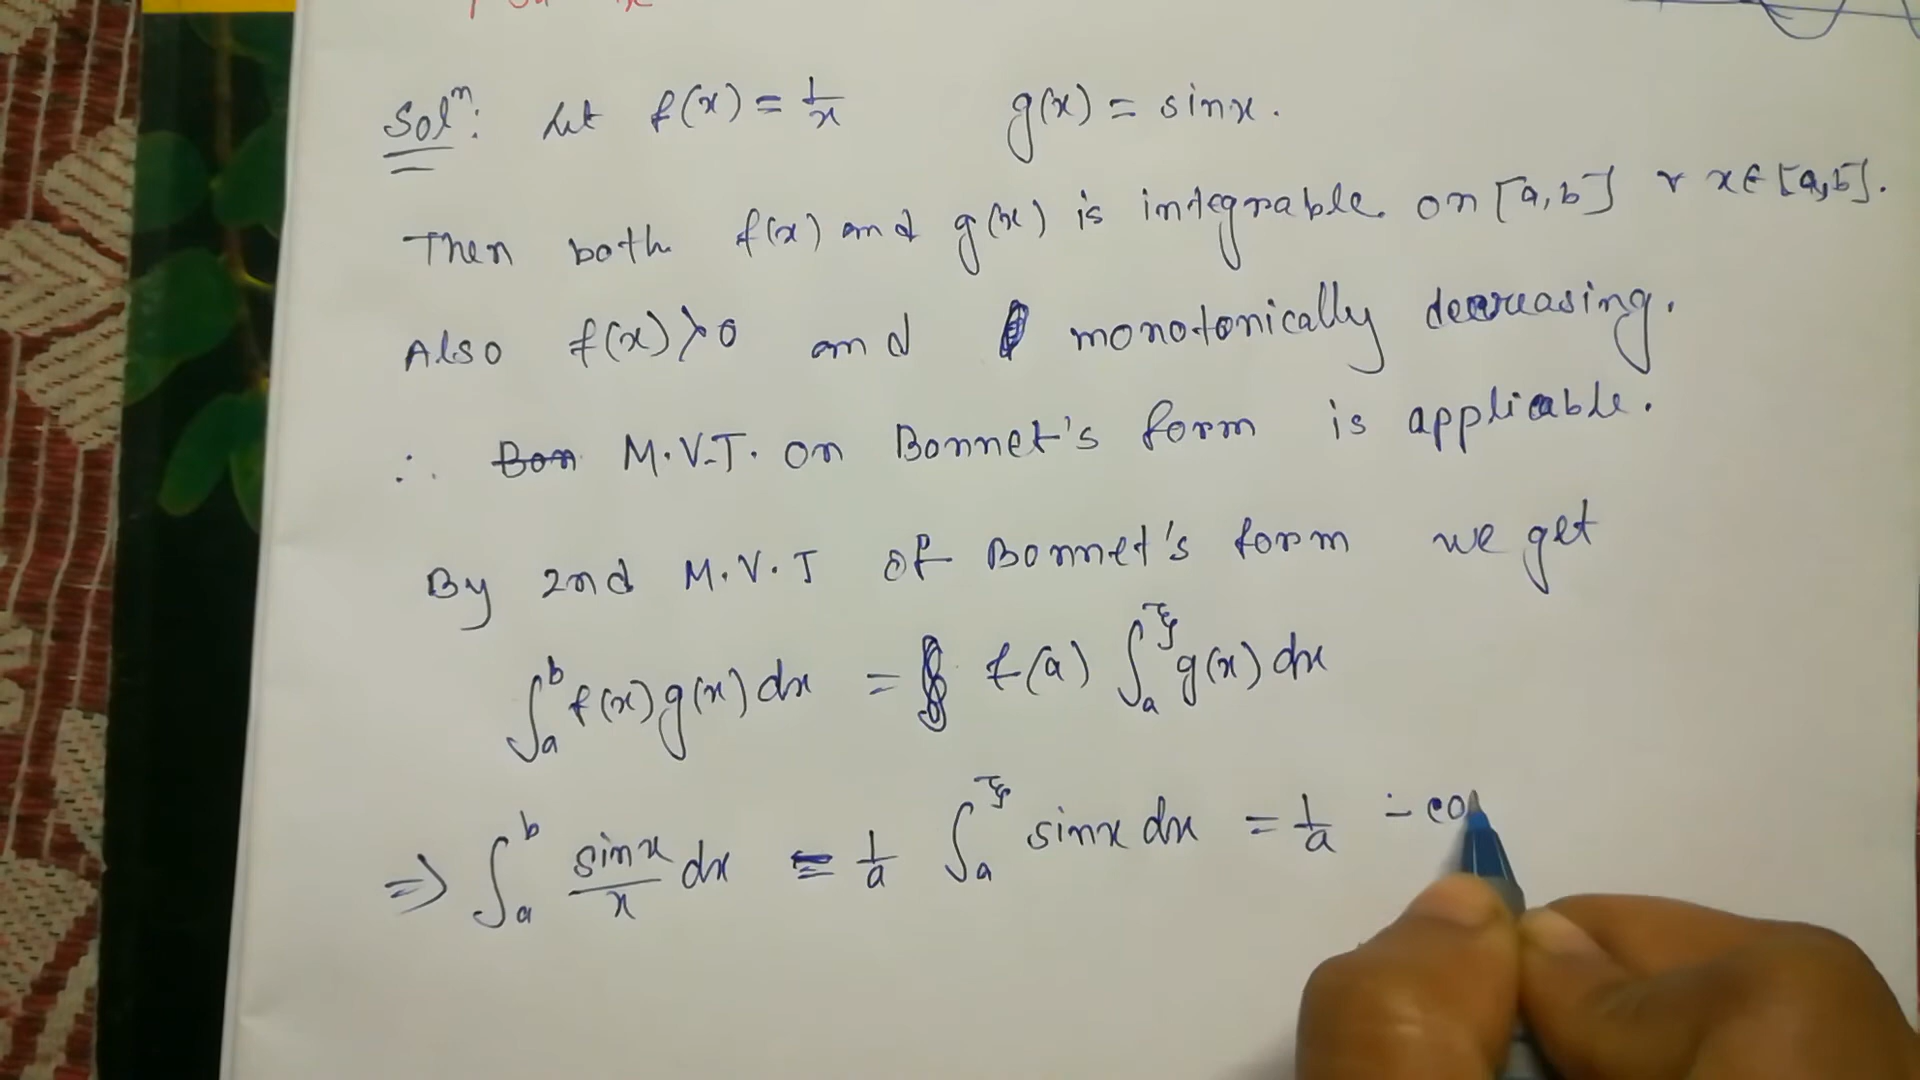 Solⁿ: Let f(x) = 1/x g(x) = sinx.
Then both f(x) and g(x) is integrable on [a,b] ∀ x∈[a,b].
Also f(x)>0 and monotonically decreasing.
∴ M.V.T. on Bonnet's form is applicable.
By 2nd M.V.T of Bonnet's form we get
∫ₐᵇ f(x)g(x)dx = f(a) ∫ₐ^ξ g(x)dx
⇒ ∫ₐᵇ sinx/x dx = 1/a ∫ₐ^ξ sinx dx = 1/a - co